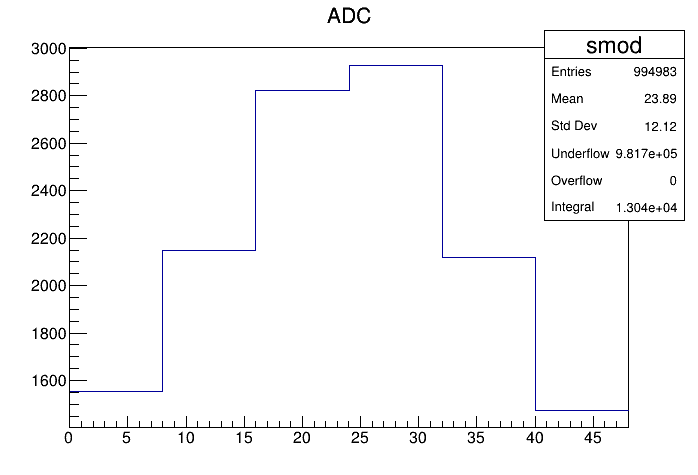 ADC
smod
Entries 994983
Mean 23.89
Std Dev 12.12
Underflow 9.817e+05
Overflow 0
Integral 1.304e+04
3000
2800
2600
2400
2200
2000
1800
1600
0 5 10 15 20 25 30 35 40 45